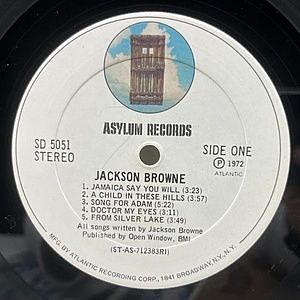 ASYLUM RECORDS
SD 5051
STEREO
SIDE ONE
Ⓟ 1972
ATLANTIC
JACKSON BROWNE
1. JAMAICA SAY YOU WILL (3:23)
2. A CHILD IN THESE HILLS (3:57)
3. SONG FOR ADAM (5:22)
4. DOCTOR MY EYES (3:11)
5. FROM SILVER LAKE (3:49)
All songs written by Jackson Browne
Published by Open Window, BMI
(ST-AS-712383RI)
MFG. BY ATLANTIC RECORDING CORP., 1841 BROADWAY, N.Y., N.Y.